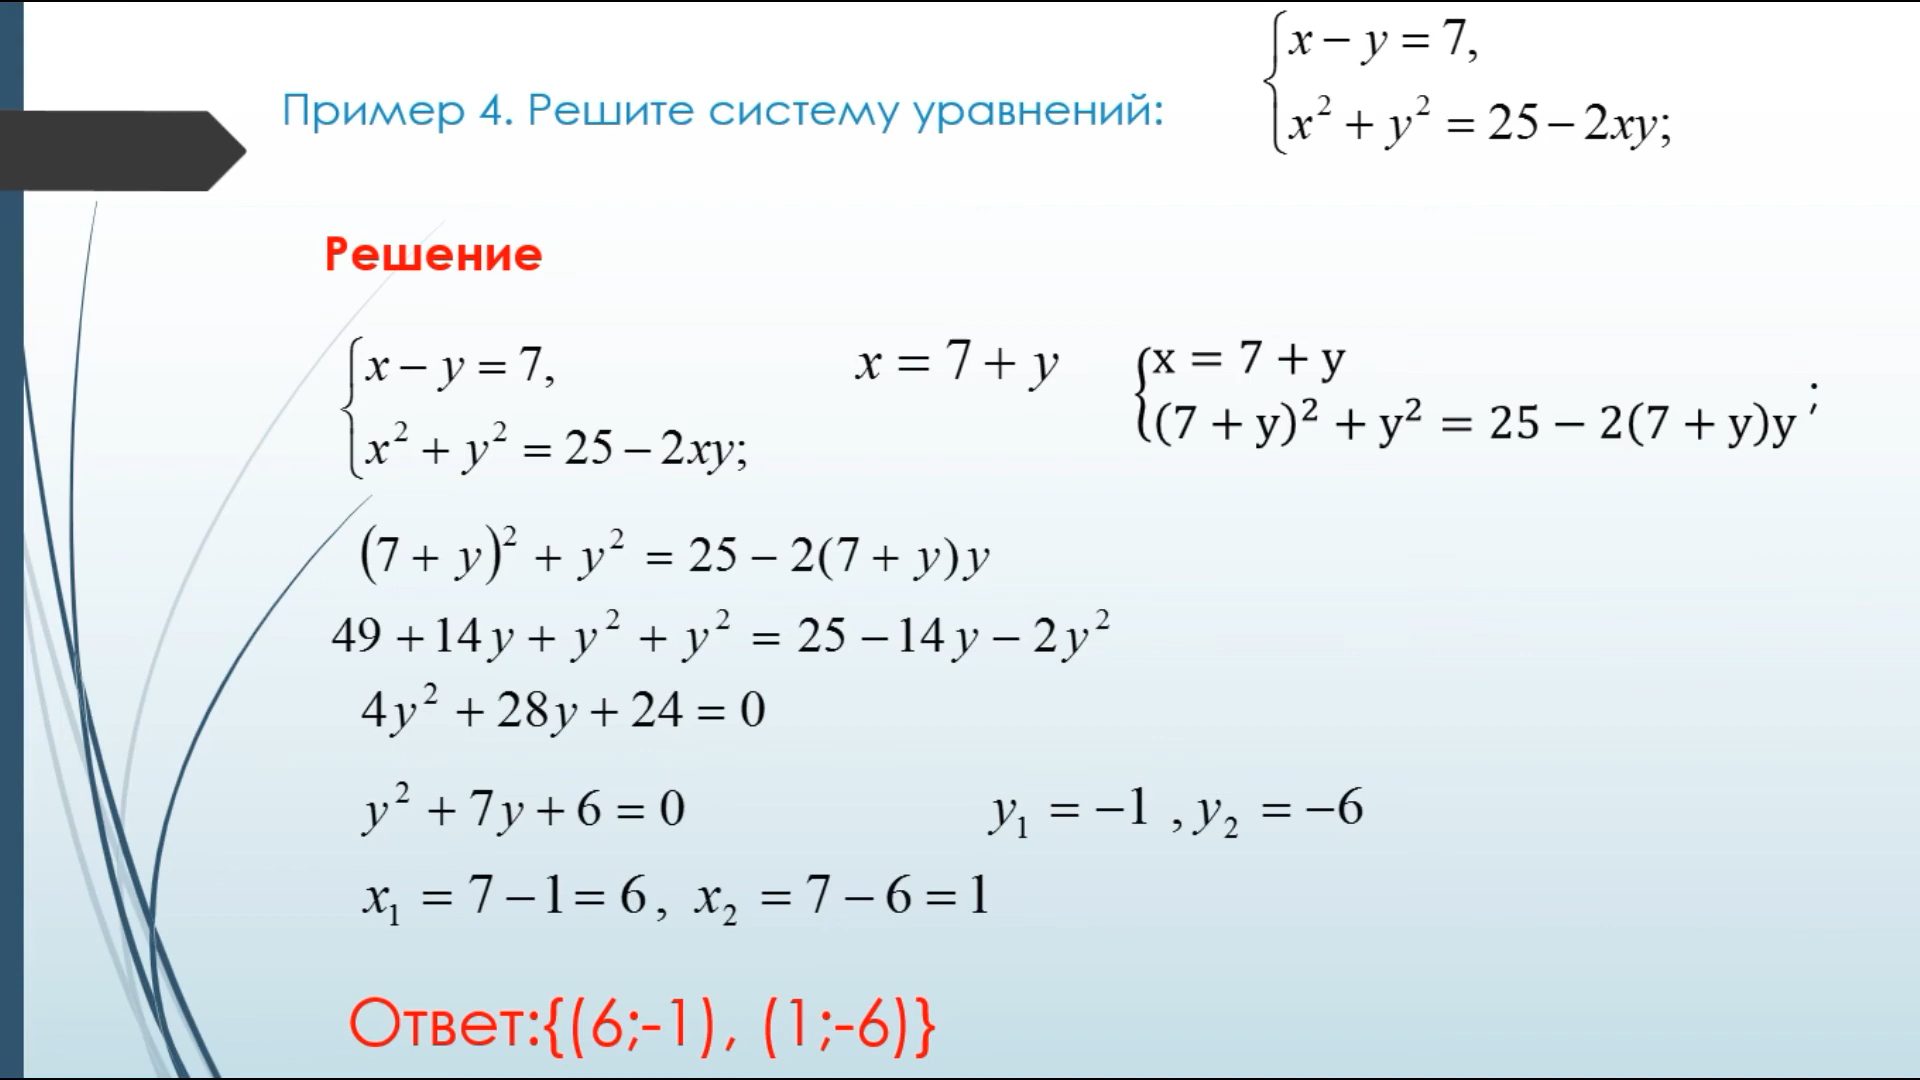 Пример 4. Решите систему уравнений:
{x − y = 7,
x² + y² = 25 − 2xy;
Решение
{x − y = 7,
x² + y² = 25 − 2xy;
x = 7 + y
{x = 7 + y
(7 + y)² + y² = 25 − 2(7 + y)y ;
(7 + y)² + y² = 25 − 2(7 + y)y
49 + 14y + y² + y² = 25 − 14y − 2y²
4y² + 28y + 24 = 0
y² + 7y + 6 = 0
y₁ = −1 , y₂ = −6
x₁ = 7 − 1 = 6, x₂ = 7 − 6 = 1
Ответ:{(6;-1), (1;-6)}